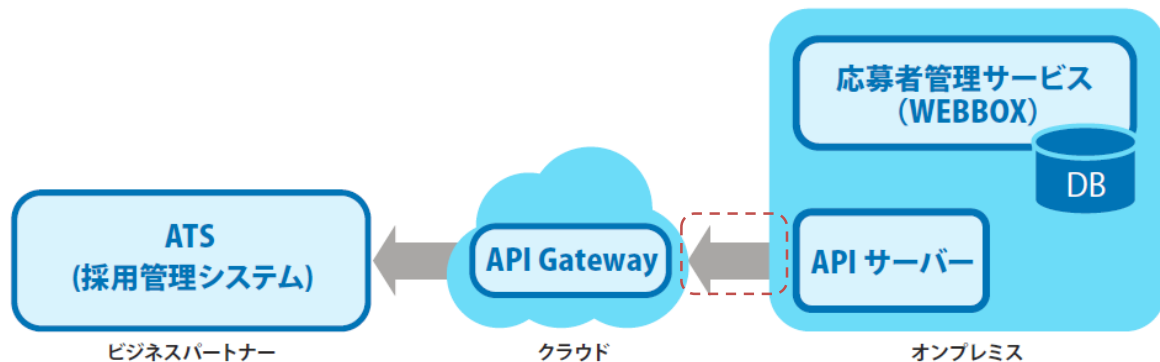 応募者管理サービス
（WEBBOX）
DB
ATS
(採用管理システム)
API Gateway
API サーバー
ビジネスパートナー
クラウド
オンプレミス